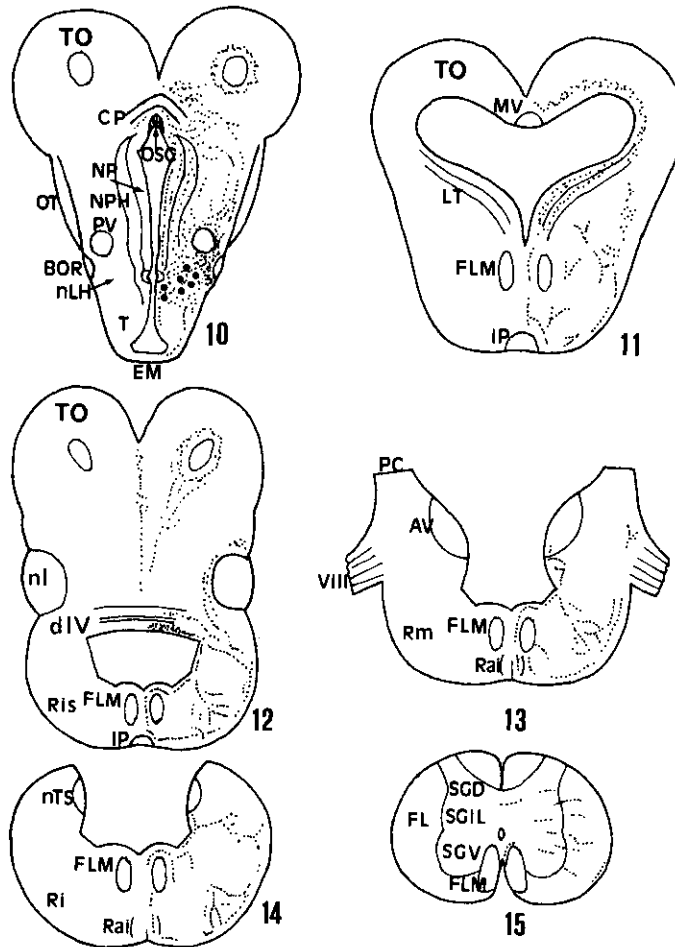 TO
CP
OSC
NP
OT
NPH
PV
BOR
nLH
T
10
EM
TO
MV
LT
FLM
IP
11
TO
nI
dIV
Ris
FLM
12
IP
PC
AV
VIII
Rm
FLM
Rai
13
nTS
FLM
Ri
Rai
14
SGD
FL
SGIL
SGV
FLM
15